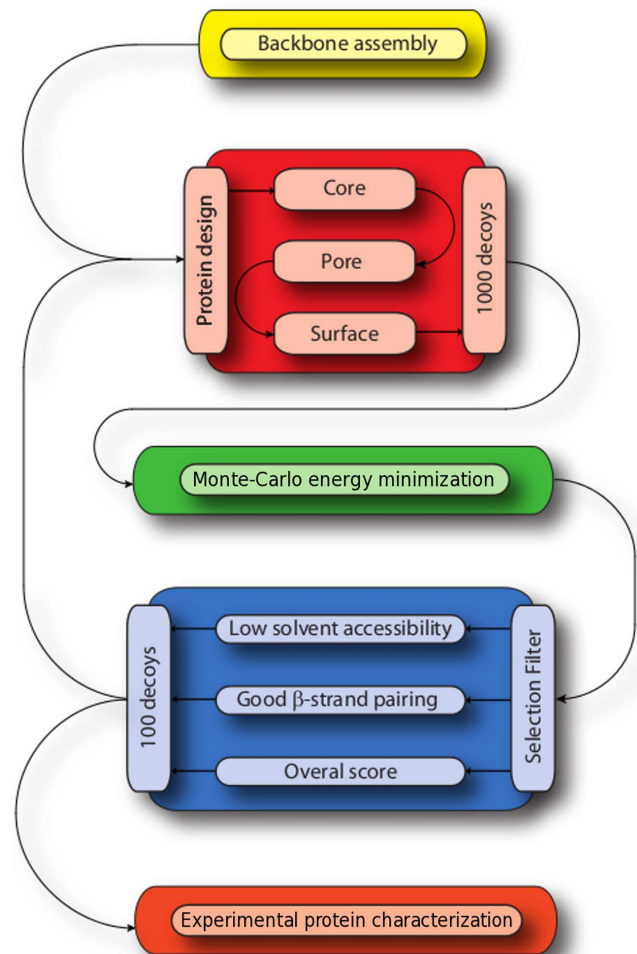 Backbone assembly
Protein design
Core
Pore
Surface
1000 decoys
Monte-Carlo energy minimization
Selection Filter
Low solvent accessibility
Good β-strand pairing
Overal score
100 decoys
Experimental protein characterization